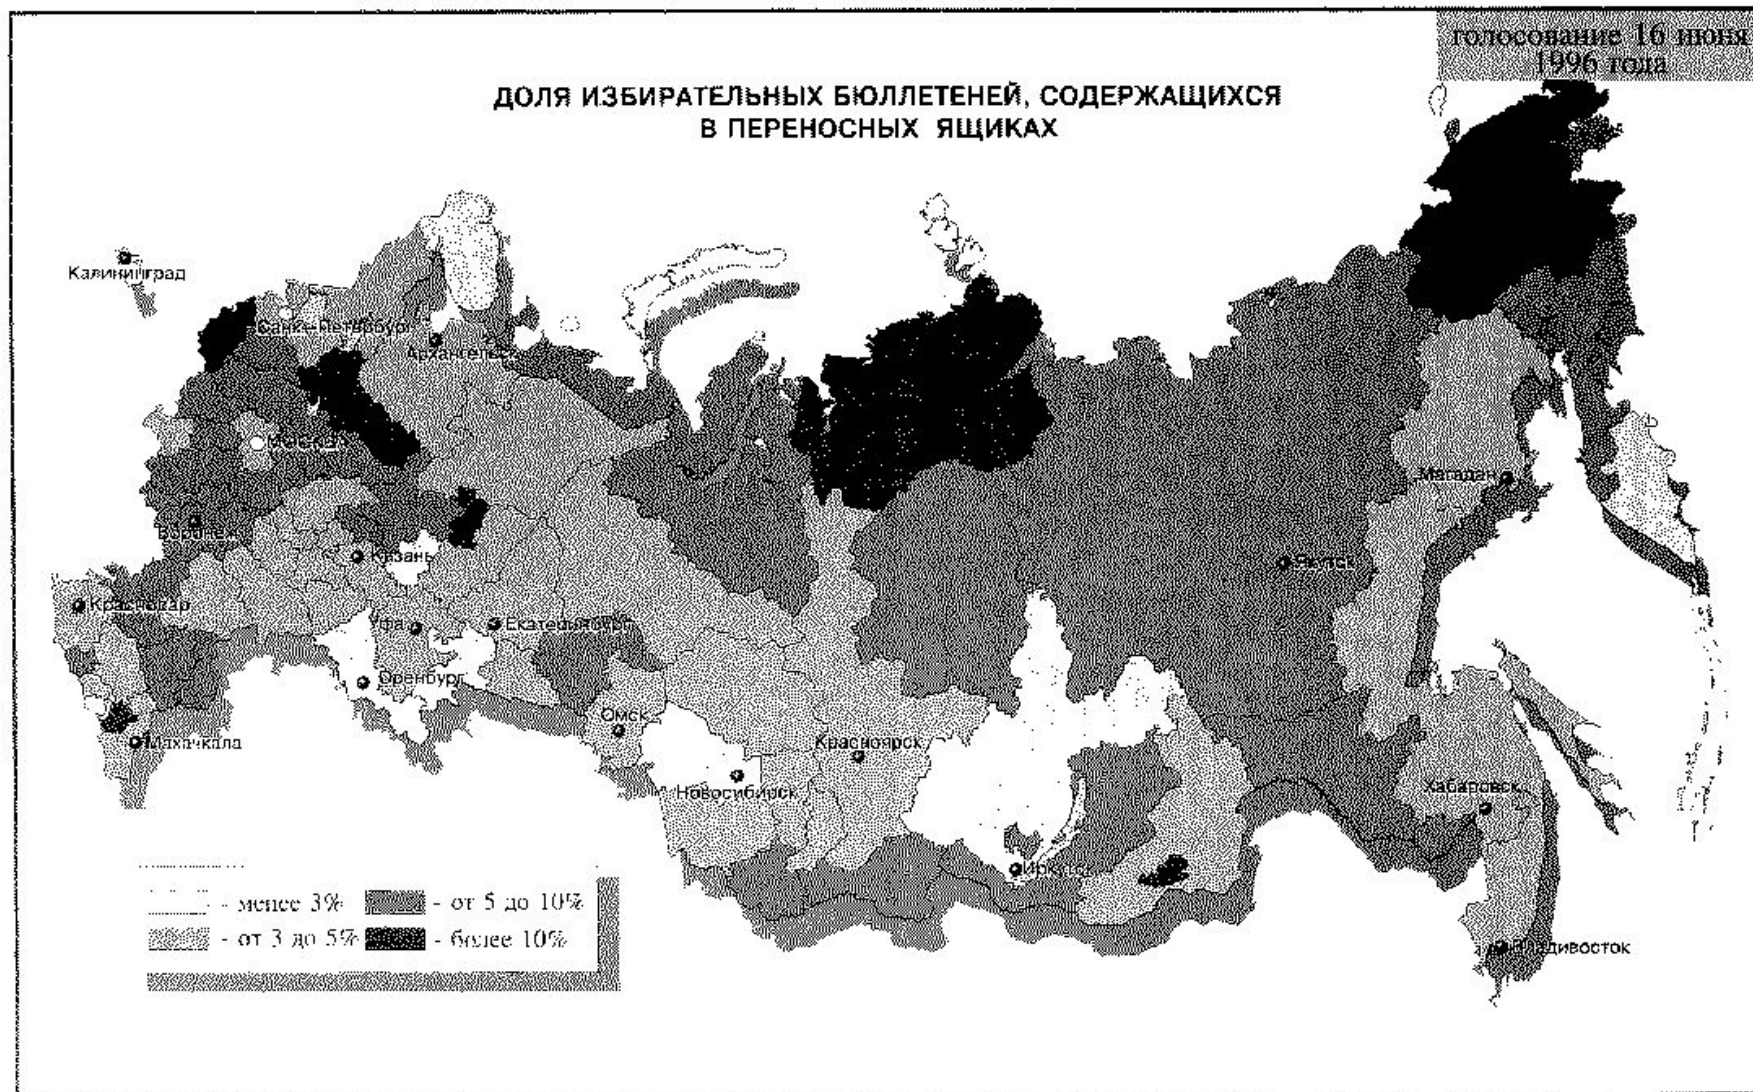 голосование 16 июня
1996 года
ДОЛЯ ИЗБИРАТЕЛЬНЫХ БЮЛЛЕТЕНЕЙ, СОДЕРЖАЩИХСЯ
В ПЕРЕНОСНЫХ ЯЩИКАХ
Калининград
Санкт-Петербург
Архангельск
Москва
Магадан
Воронеж
Казань
Якутск
Краснодар
Уфа
Екатеринбург
Оренбург
Омск
Махачкала
Красноярск
Новосибирск
Хабаровск
Иркутск
Владивосток
- менее 3%
- от 5 до 10%
- от 3 до 5%
- более 10%